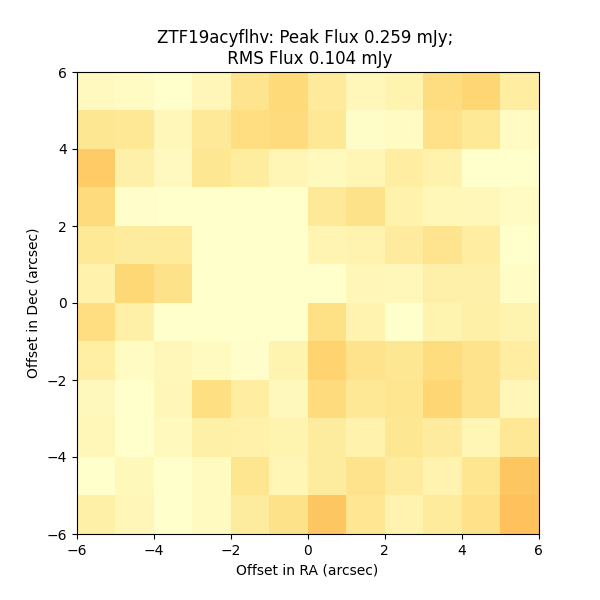 ZTF19acyflhv: Peak Flux 0.259 mJy;
RMS Flux 0.104 mJy
6
4
2
0
−2
−4
−6
Offset in Dec (arcsec)
−6 −4 −2 0 2 4 6
Offset in RA (arcsec)